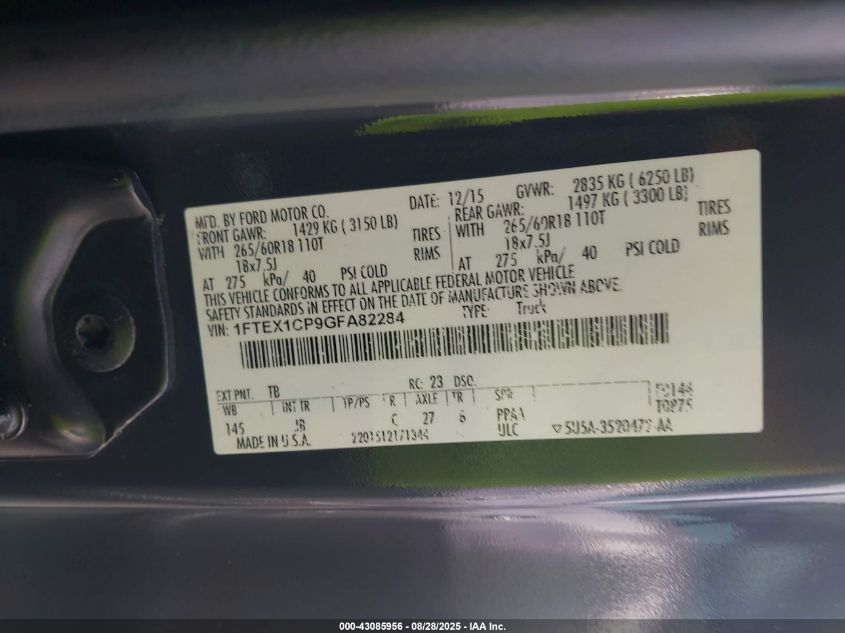 MFD. BY FORD MOTOR CO. DATE: 12/15 GVWR: 2835 KG ( 6250 LB)
FRONT GAWR: 1429 KG ( 3150 LB) REAR GAWR: 1497 KG ( 3300 LB)
WITH 265/60R18 110T TIRES WITH 265/60R18 110T TIRES
18x7.5J RIMS 18x7.5J RIMS
AT 275 kPa/ 40 PSI COLD AT 275 kPa/ 40 PSI COLD
THIS VEHICLE CONFORMS TO ALL APPLICABLE FEDERAL MOTOR VEHICLE
SAFETY STANDARDS IN EFFECT ON THE DATE OF MANUFACTURE SHOWN ABOVE.
VIN: 1FTEX1CP9GFA82284 TYPE: Truck
EXT PNT. TB RC: 23 DSO:
WB INT TR TP/PS R AXLE TR SPR
145 JB C 27 6
MADE IN U.S.A. ULC
000-43085956 - 08/28/2025 - IAA Inc.